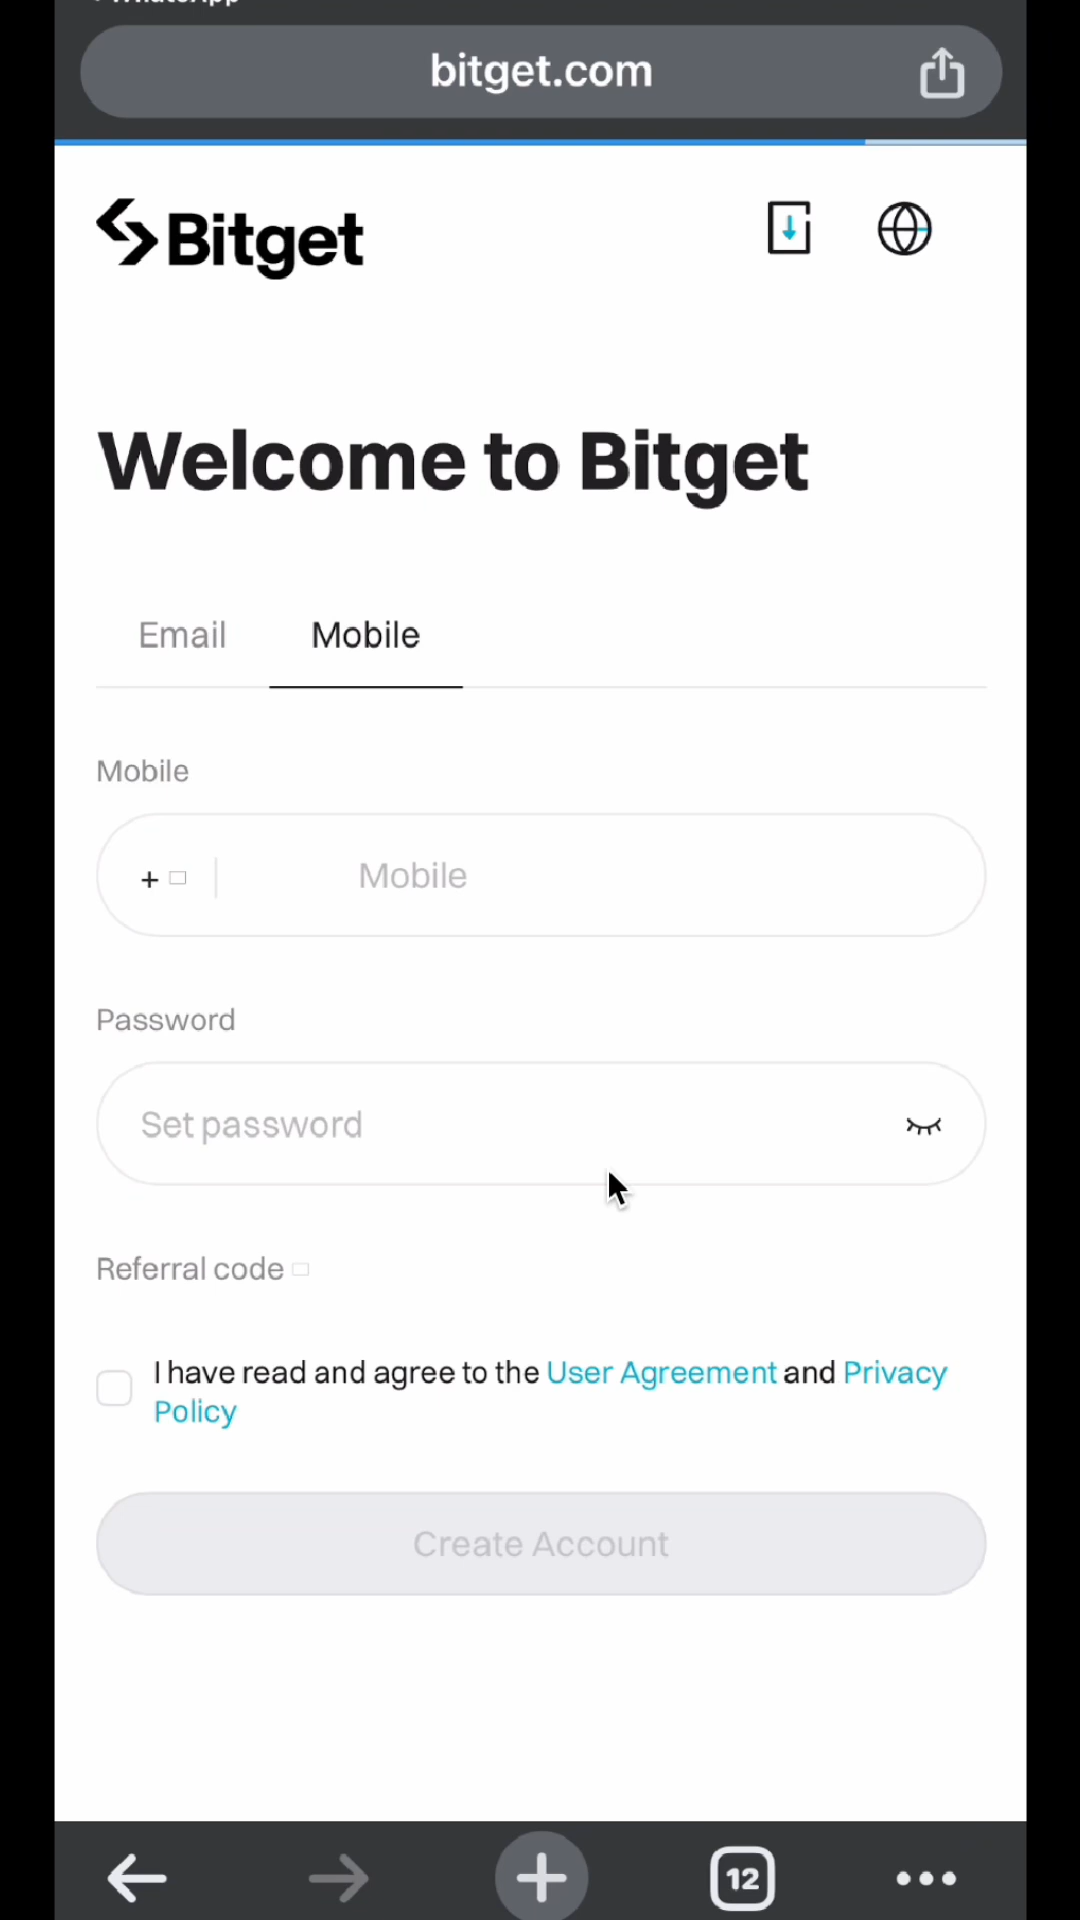 WhatsApp
bitget.com
Bitget
Welcome to Bitget
Email Mobile
Mobile
+ Mobile
Password
Set password
Referral code
I have read and agree to the User Agreement and Privacy
Policy
Create Account
12